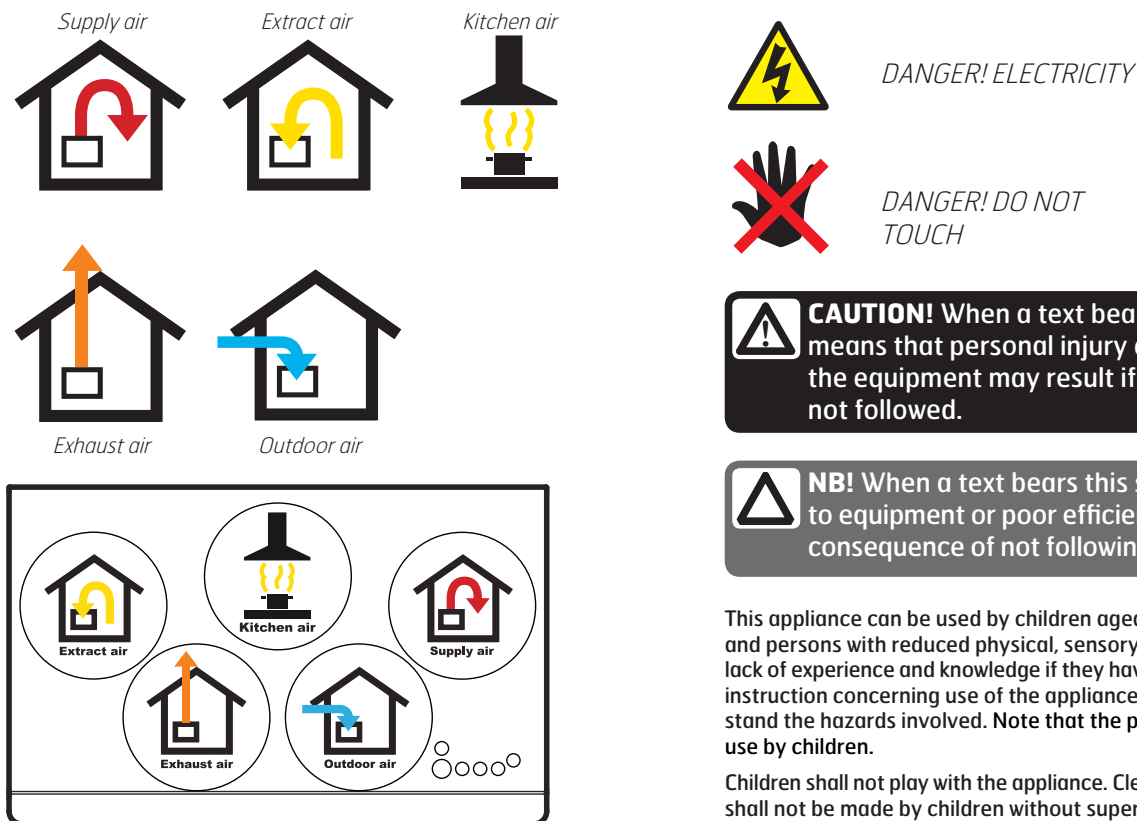 Supply air
Extract air
Kitchen air
Exhaust air
Outdoor air
Kitchen air
Extract air
Supply air
Exhaust air
Outdoor air
DANGER! ELECTRICITY
DANGER! DO NOT
TOUCH
CAUTION! When a text bea
means that personal injury
the equipment may result if
not followed.
NB! When a text bears this
to equipment or poor efficie
consequence of not followin
This appliance can be used by children aged
and persons with reduced physical, sensory
lack of experience and knowledge if they hav
instruction concerning use of the appliance
stand the hazards involved. Note that the p
use by children.
Children shall not play with the appliance. Cle
shall not be made by children without super